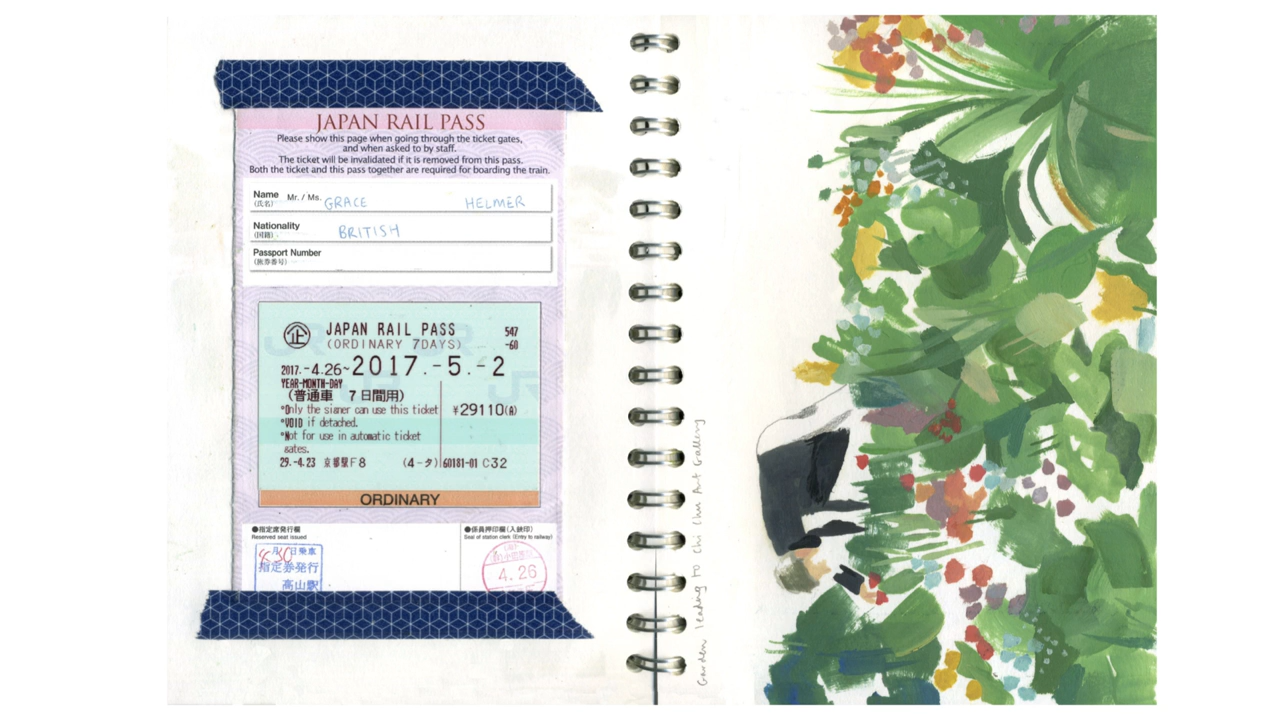 JAPAN RAIL PASS
Please show this page when going through the ticket gates,
and when asked to by staff.
The ticket will be invalidated if it is removed from this pass.
Both the ticket and this pass together are required for boarding the train.
Name Mr. / Ms. GRACE HELMER
(氏名)
Nationality BRITISH
(国籍)
Passport Number
(旅券番号)
JAPAN RAIL PASS 547
(ORDINARY 7DAYS) -60
2017.-4.26~2017.-5.-2
YEAR-MONTH-DAY
(普通車 7日間用)
*Only the signer can use this ticket ¥29110(A)
*VOID if detached.
*Not for use in automatic ticket
gates.
29.-4.23 京都駅F8 (4-タ) 60181-01 C32
ORDINARY
●指定席発行欄 ●係員押印欄(入鋏印)
Reserved seat issued Seal of station clerk (Entry to railway)
月30日乗車
指定券発行
高山駅
4.26
Garden leading to Chi Chu Art Gallery